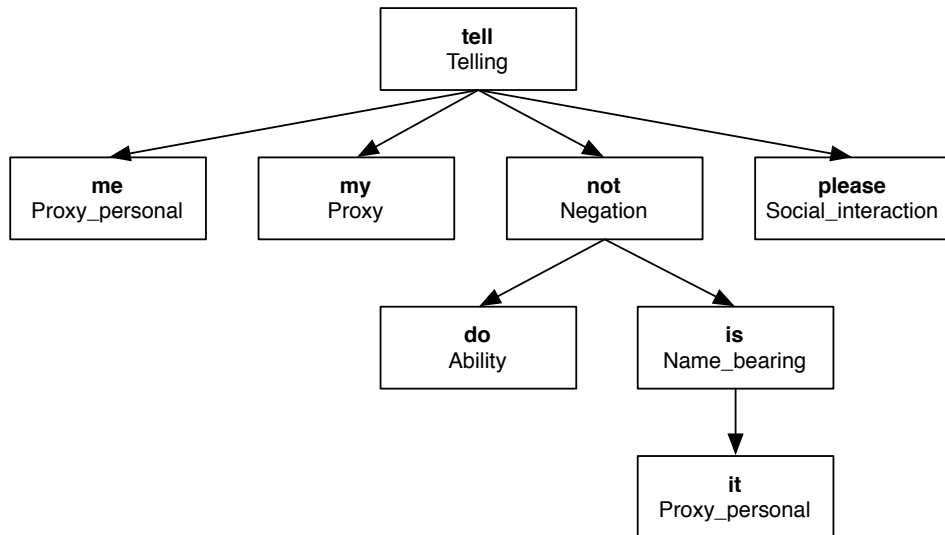 tell
Telling
me
Proxy_personal
my
Proxy
not
Negation
please
Social_interaction
do
Ability
is
Name_bearing
it
Proxy_personal